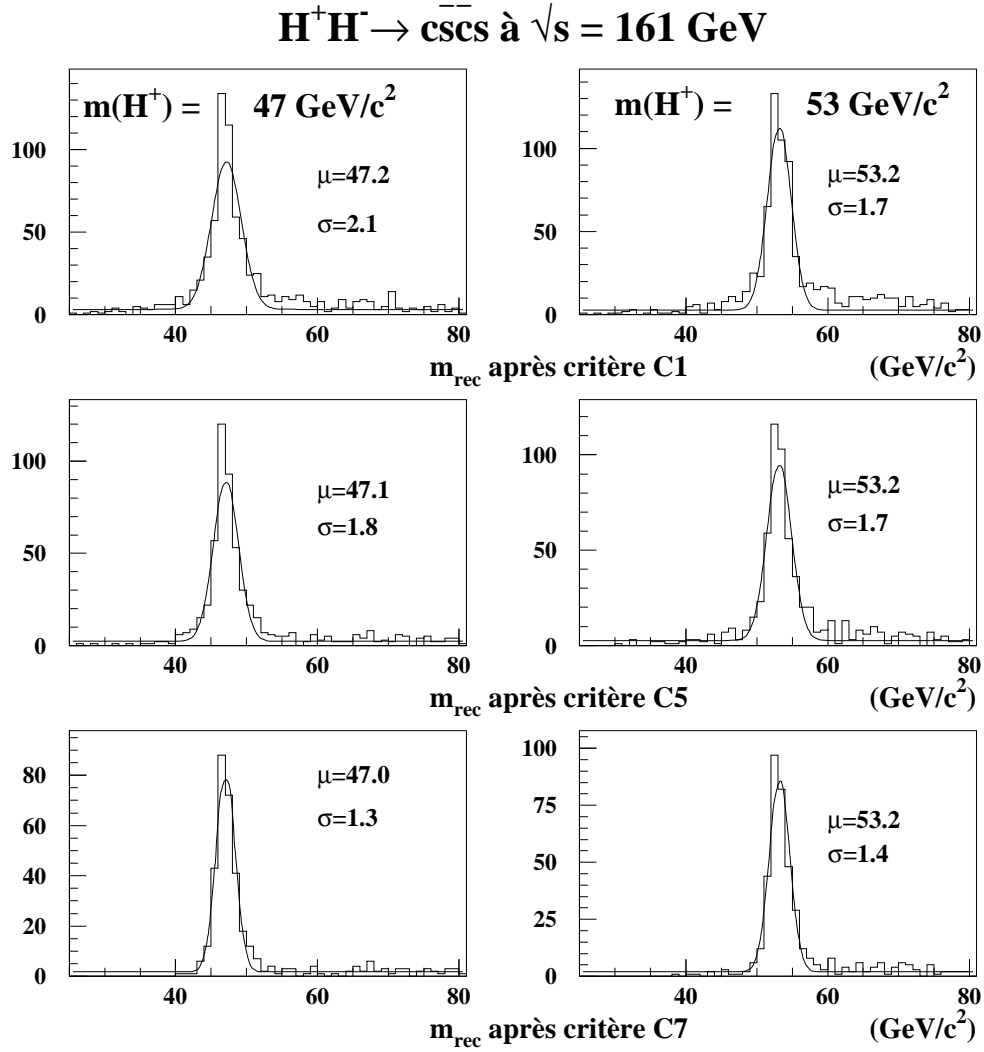 H⁺H⁻ → cs̄c̄s à √s = 161 GeV
m(H⁺) = 47 GeV/c²
μ=47.2
σ=2.1
0
50
100
40 60 80
m(H⁺) = 53 GeV/c²
μ=53.2
σ=1.7
0
50
100
40 60 80
m_rec après critère C1 (GeV/c²)
μ=47.1
σ=1.8
0
50
100
40 60 80
μ=53.2
σ=1.7
0
50
100
40 60 80
m_rec après critère C5 (GeV/c²)
μ=47.0
σ=1.3
0
20
40
60
80
40 60 80
μ=53.2
σ=1.4
0
25
50
75
100
40 60 80
m_rec après critère C7 (GeV/c²)